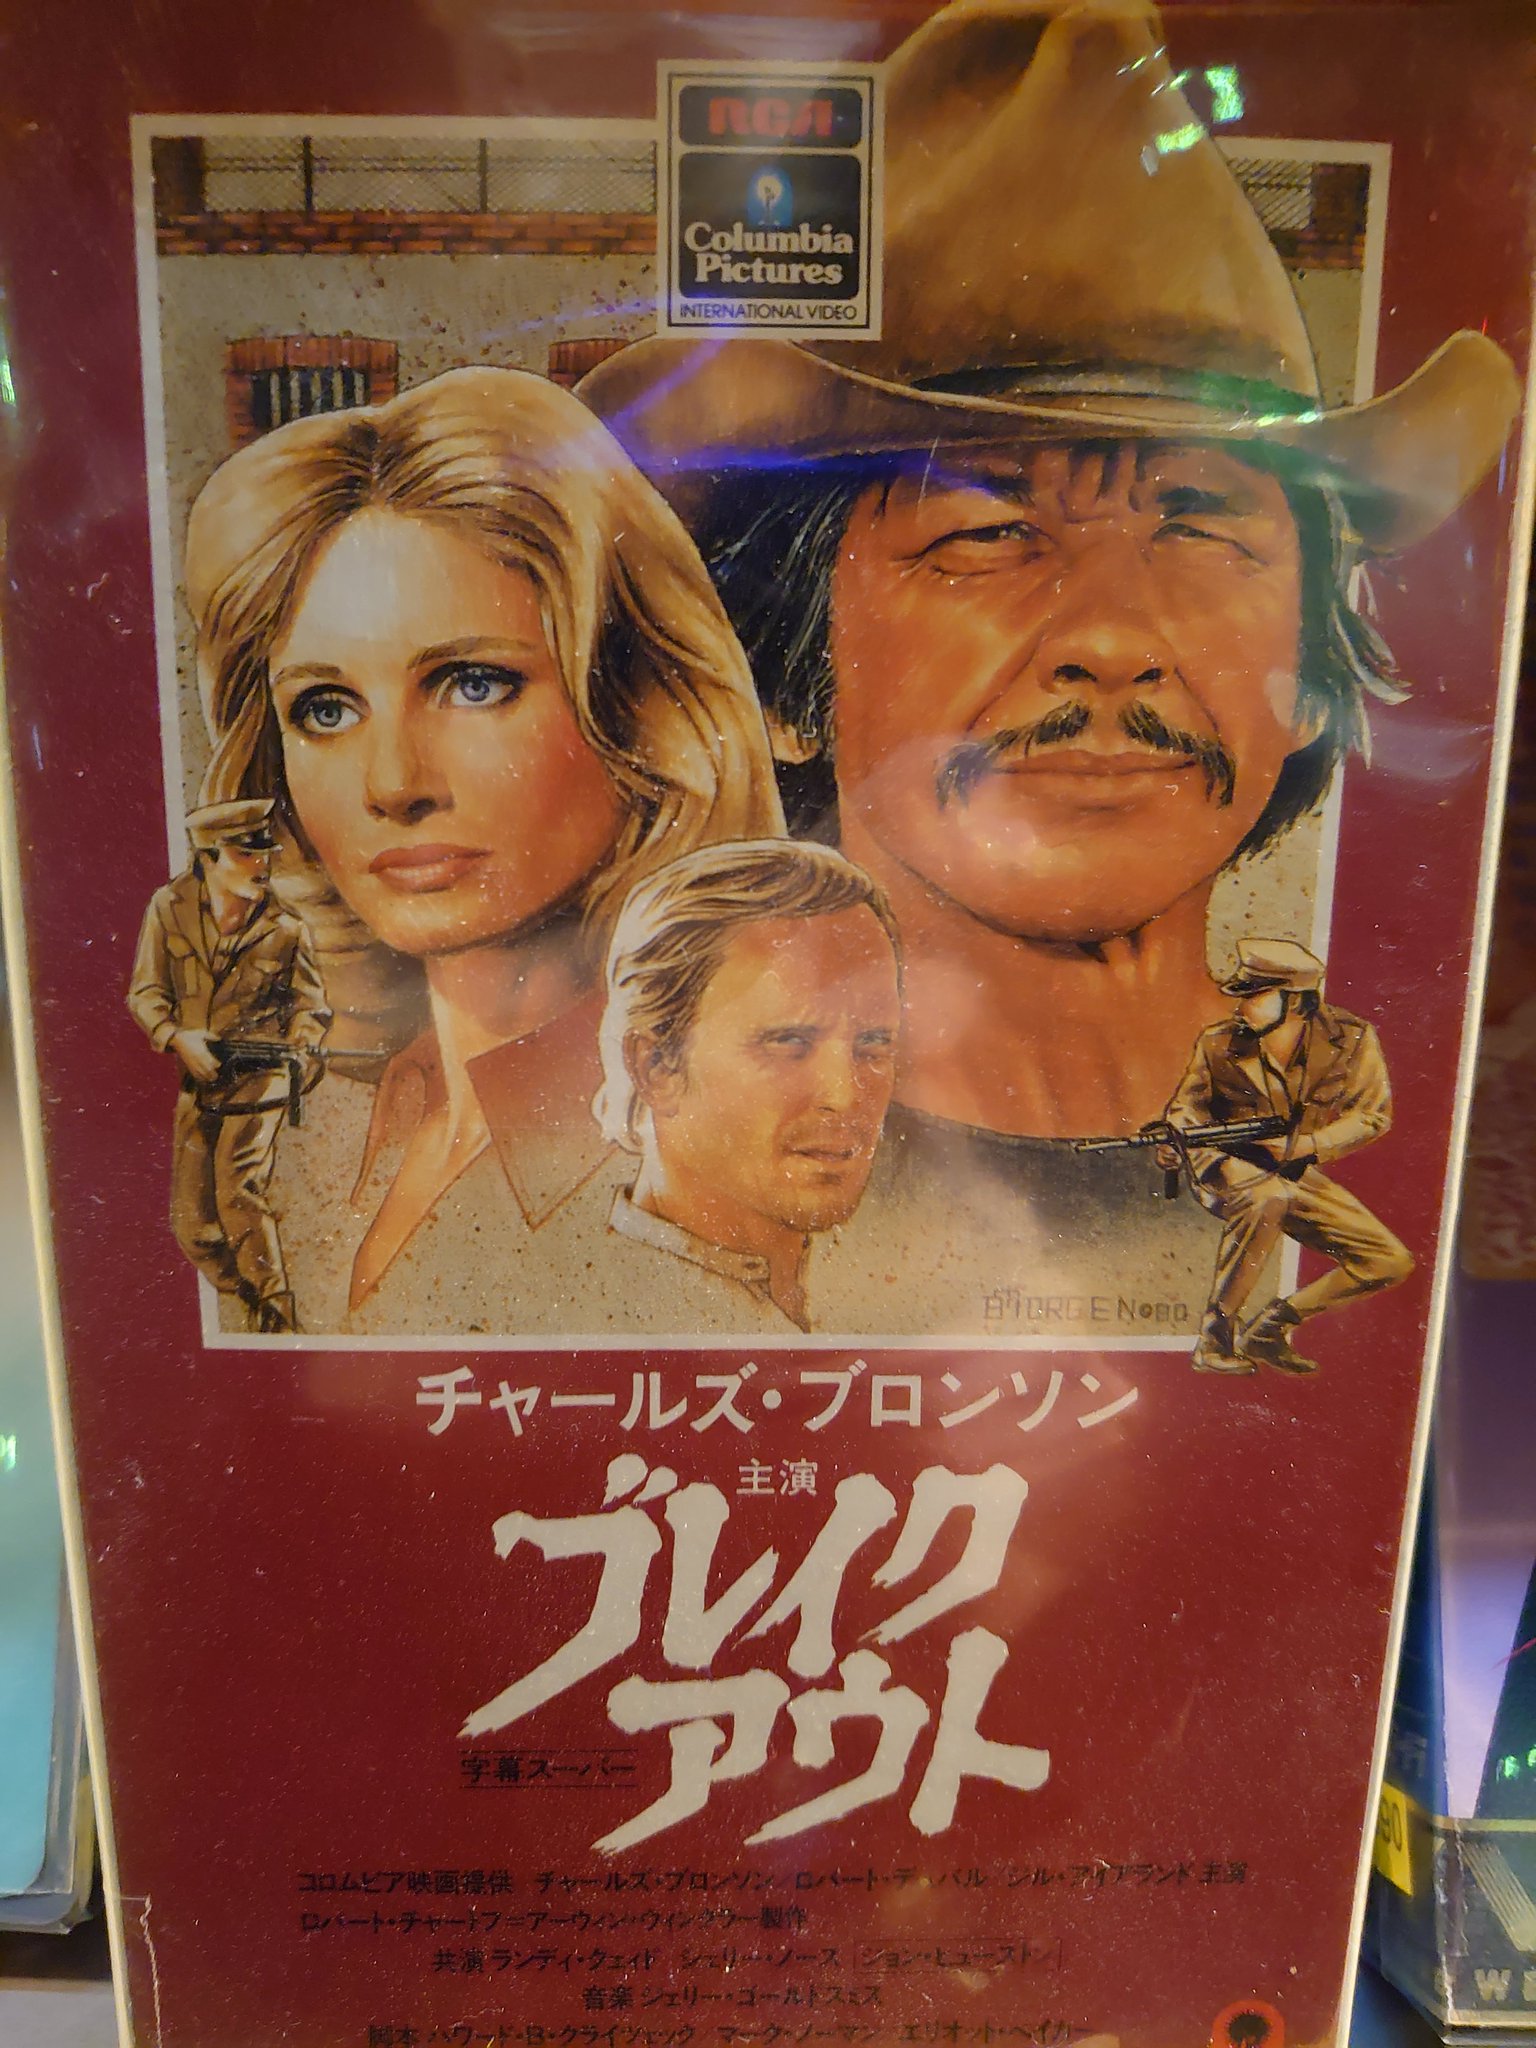 RCA
Columbia
Pictures
INTERNATIONAL VIDEO
チャールズ・ブロンソン
主演
ブレイク
アウト
字幕スーパー
コロムビア映画提供 チャールズ・ブロンソン/ロバート・デュバル/ジル・アイアランド 主演
ロバート・チャートフ=アーウィン・ウィンクラー製作
共演 ランディ・クェイド シェリー・ノース ジョン・ヒューストン
音楽 ジェリー・ゴールドスミス
脚本 ハワード・B・クライツェック/マーク・ノーマン/エリオット・ベイカー
90